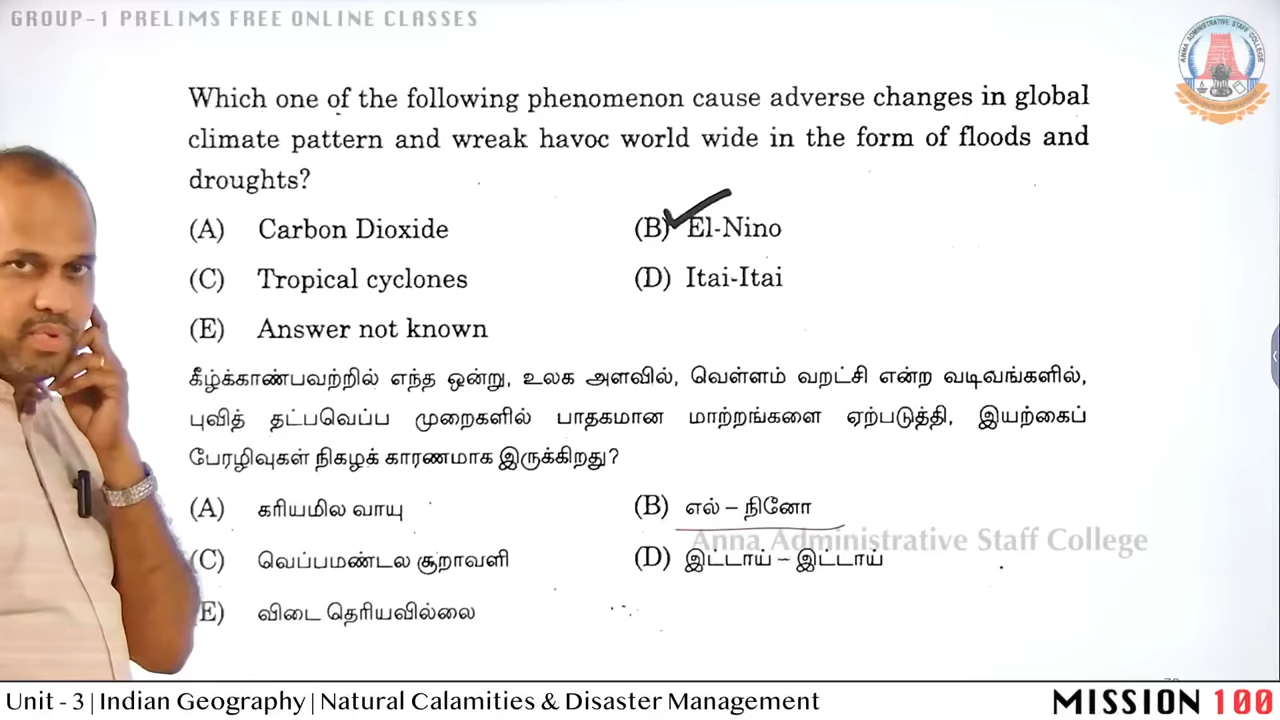 GROUP-1 PRELIMS FREE ONLINE CLASSES
ANNA ADMINISTRATIVE STAFF COLLEGE
Which one of the following phenomenon cause adverse changes in global
climate pattern and wreak havoc world wide in the form of floods and
droughts?
(A) Carbon Dioxide (B) El-Nino
(C) Tropical cyclones (D) Itai-Itai
(E) Answer not known
கீழ்க்காண்பவற்றில் எந்த ஒன்று, உலக அளவில், வெள்ளம் வறட்சி என்ற வடிவங்களில்,
புவித் தட்பவெப்ப முறைகளில் பாதகமான மாற்றங்களை ஏற்படுத்தி, இயற்கைப்
பேரழிவுகள் நிகழக் காரணமாக இருக்கிறது?
(A) கரியமில வாயு (B) எல் – நினோ
Anna Administrative Staff College
(C) வெப்பமண்டல சூறாவளி (D) இட்டாய் – இட்டாய்
E) விடை தெரியவில்லை
Unit - 3 | Indian Geography | Natural Calamities & Disaster Management
MISSION 100